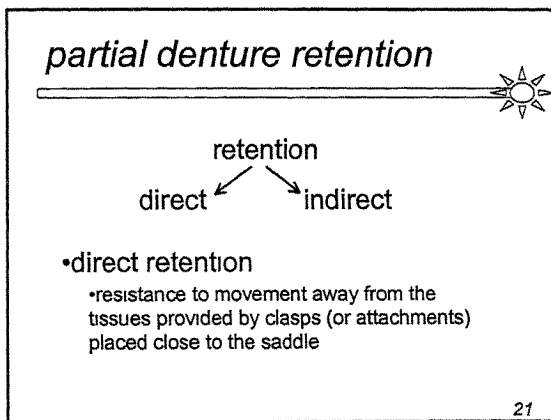 partial denture retention
retention
direct indirect
•direct retention
•resistance to movement away from the
tissues provided by clasps (or attachments)
placed close to the saddle
21